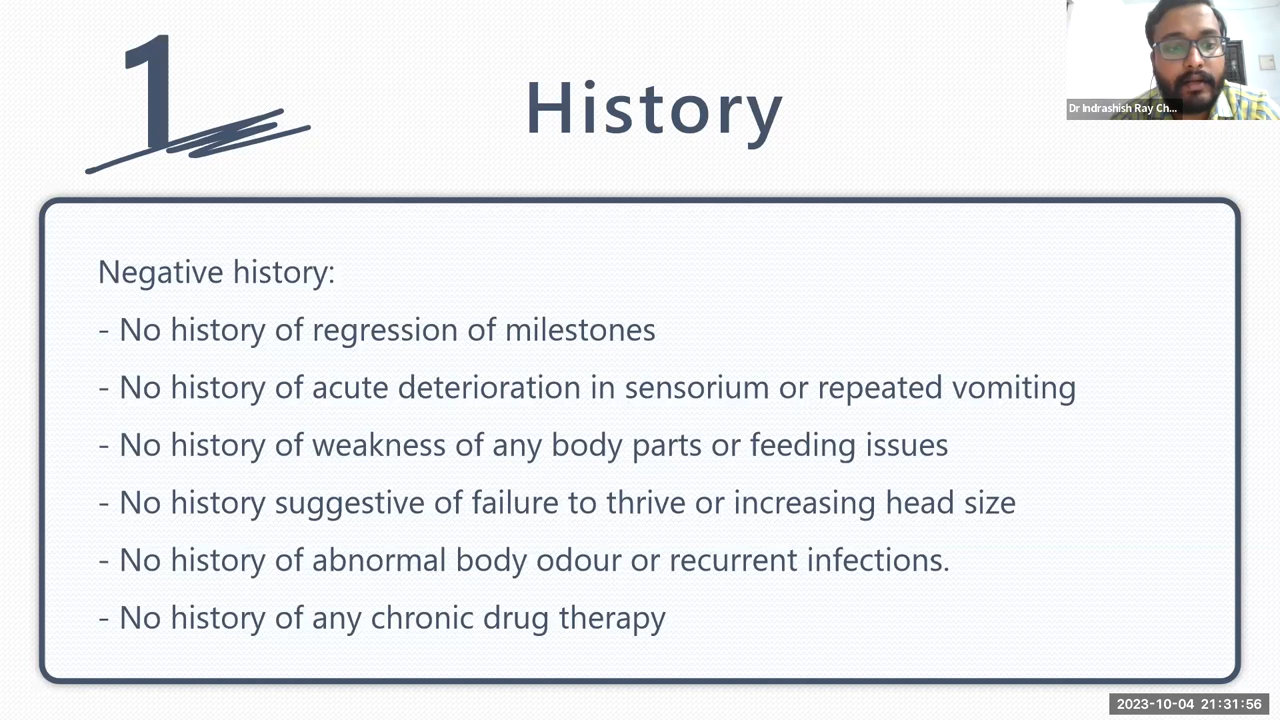 1
History
Dr Indrashish Ray Ch...
Negative history:
- No history of regression of milestones
- No history of acute deterioration in sensorium or repeated vomiting
- No history of weakness of any body parts or feeding issues
- No history suggestive of failure to thrive or increasing head size
- No history of abnormal body odour or recurrent infections.
- No history of any chronic drug therapy
2023-10-04 21:31:56